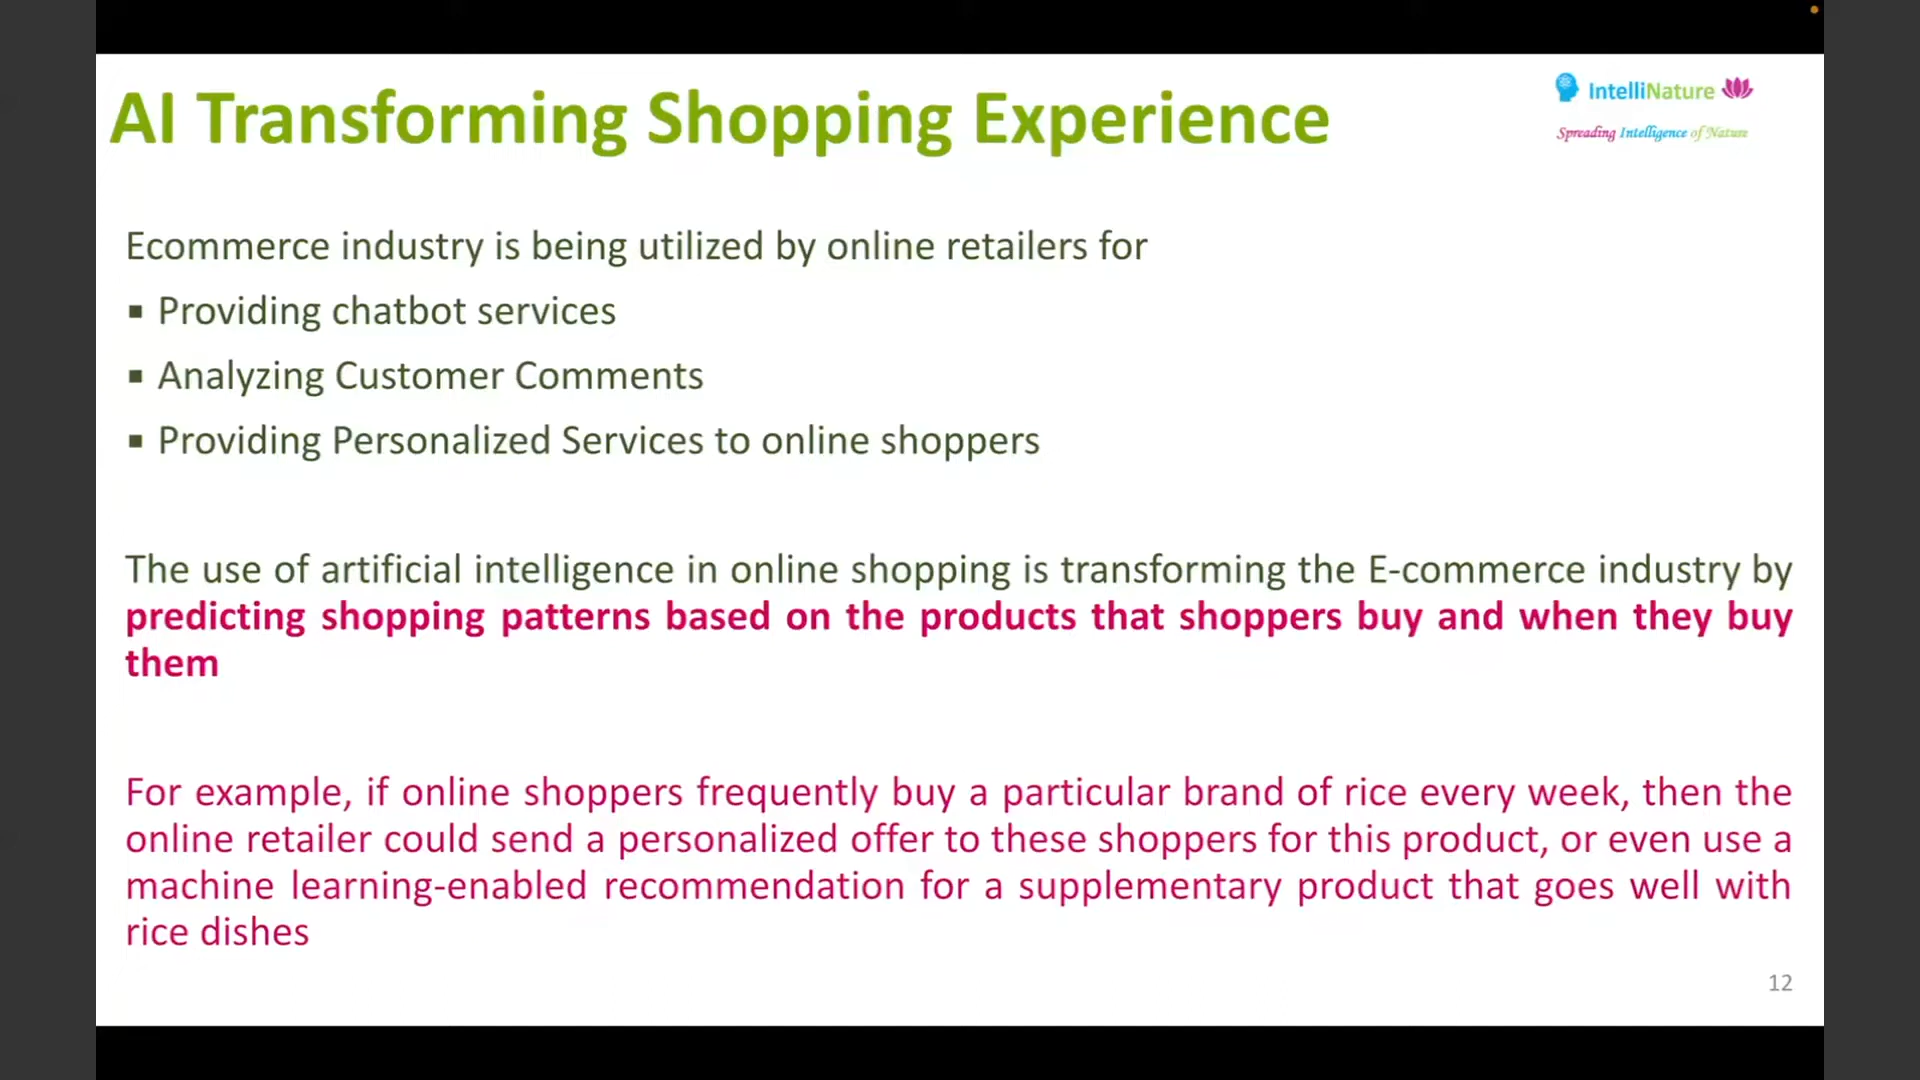 AI Transforming Shopping Experience
IntelliNature
Spreading Intelligence of Nature
Ecommerce industry is being utilized by online retailers for
▪ Providing chatbot services
▪ Analyzing Customer Comments
▪ Providing Personalized Services to online shoppers
The use of artificial intelligence in online shopping is transforming the E-commerce industry by
predicting shopping patterns based on the products that shoppers buy and when they buy
them
For example, if online shoppers frequently buy a particular brand of rice every week, then the
online retailer could send a personalized offer to these shoppers for this product, or even use a
machine learning-enabled recommendation for a supplementary product that goes well with
rice dishes
12